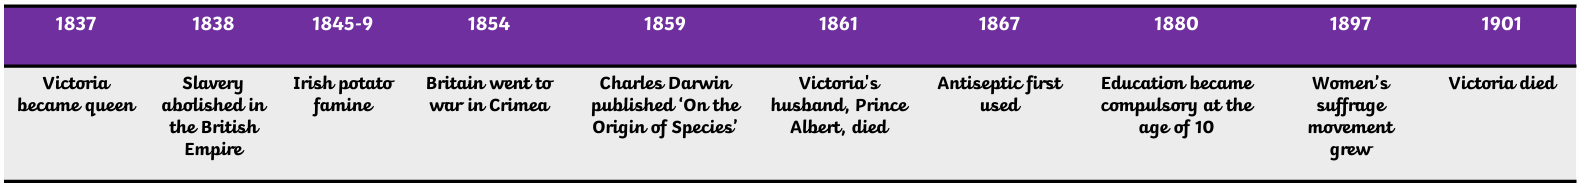 1837 1838 1845-9 1854 1859 1861 1867 1880 1897 1901
Victoria
became queen
Slavery
abolished in
the British
Empire
Irish potato
famine
Britain went to
war in Crimea
Charles Darwin
published ‘On the
Origin of Species’
Victoria’s
husband, Prince
Albert, died
Antiseptic first
used
Education became
compulsory at the
age of 10
Women’s
suffrage
movement
grew
Victoria died